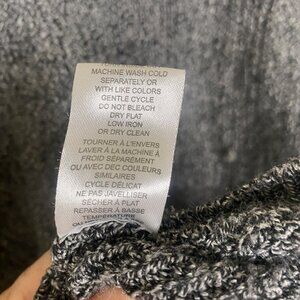 MACHINE WASH COLD
SEPARATELY OR
WITH LIKE COLORS
GENTLE CYCLE
DO NOT BLEACH
DRY FLAT
LOW IRON
OR DRY CLEAN
TOURNER À L'ENVERS
LAVER À LA MACHINE À
FROID SÉPARÉMENT
OU AVEC DES COULEURS
SIMILAIRES
CYCLE DÉLICAT
NE PAS JAVELLISER
SÉCHER À PLAT
REPASSER À BASSE
TEMPÉRATURE
OU